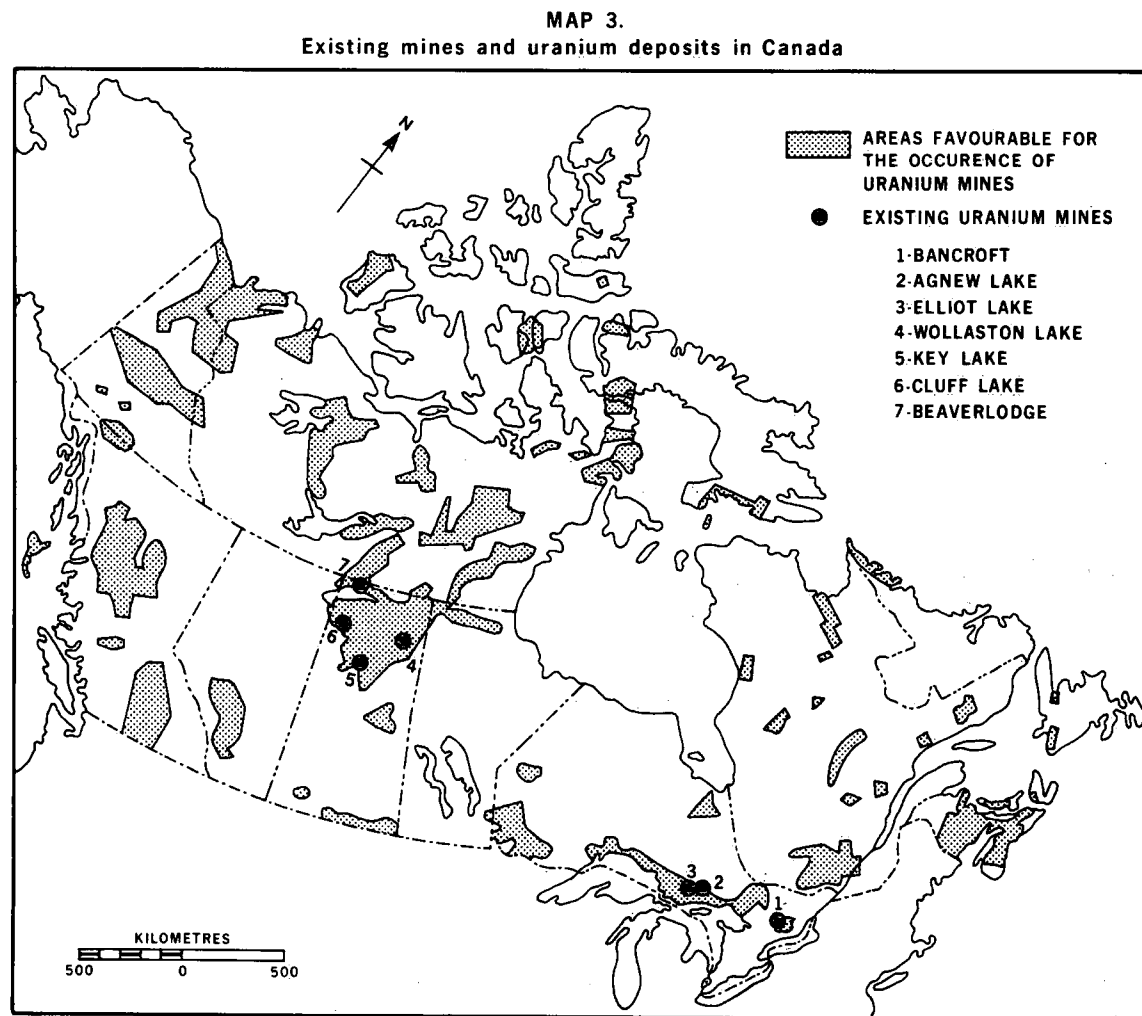 MAP 3.
Existing mines and uranium deposits in Canada
N
AREAS FAVOURABLE FOR
THE OCCURENCE OF
URANIUM MINES
EXISTING URANIUM MINES
1-BANCROFT
2-AGNEW LAKE
3-ELLIOT LAKE
4-WOLLASTON LAKE
5-KEY LAKE
6-CLUFF LAKE
7-BEAVERLODGE
7
6
4
5
3
2
1
KILOMETRES
500
0
500